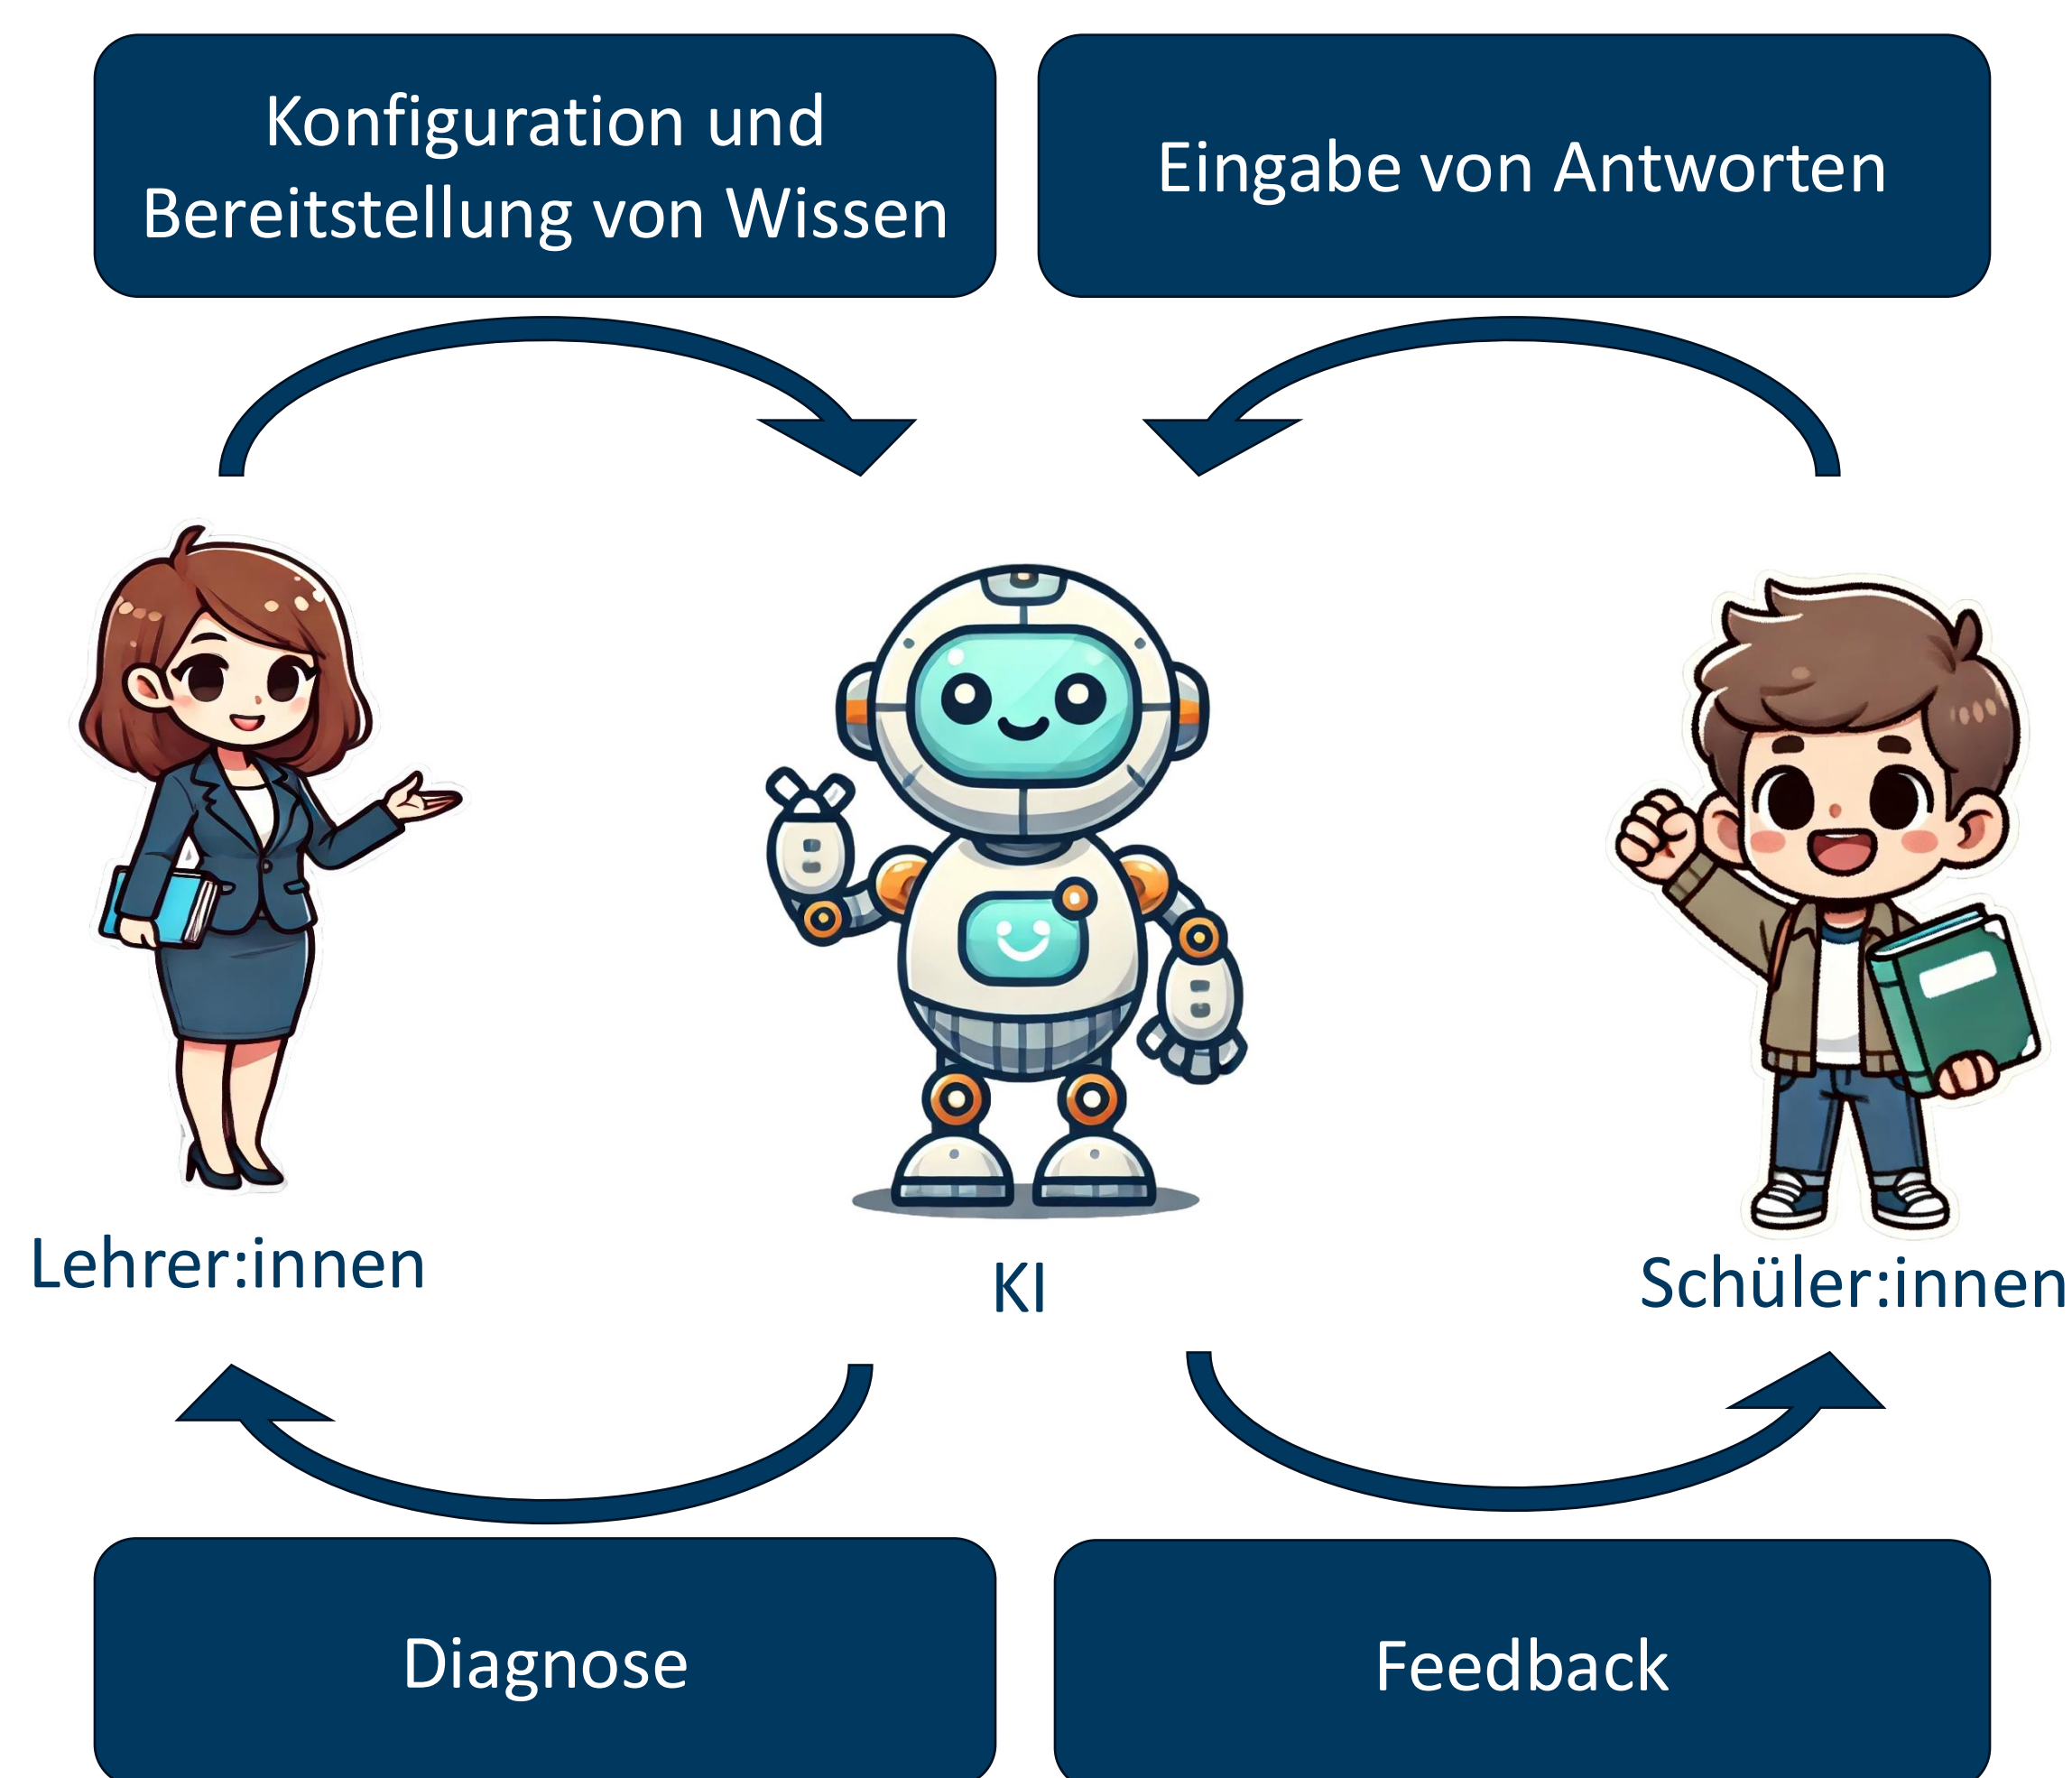 Konfiguration und
Bereitstellung von Wissen
Eingabe von Antworten
Lehrer:innen
KI
Schüler:innen
Diagnose
Feedback